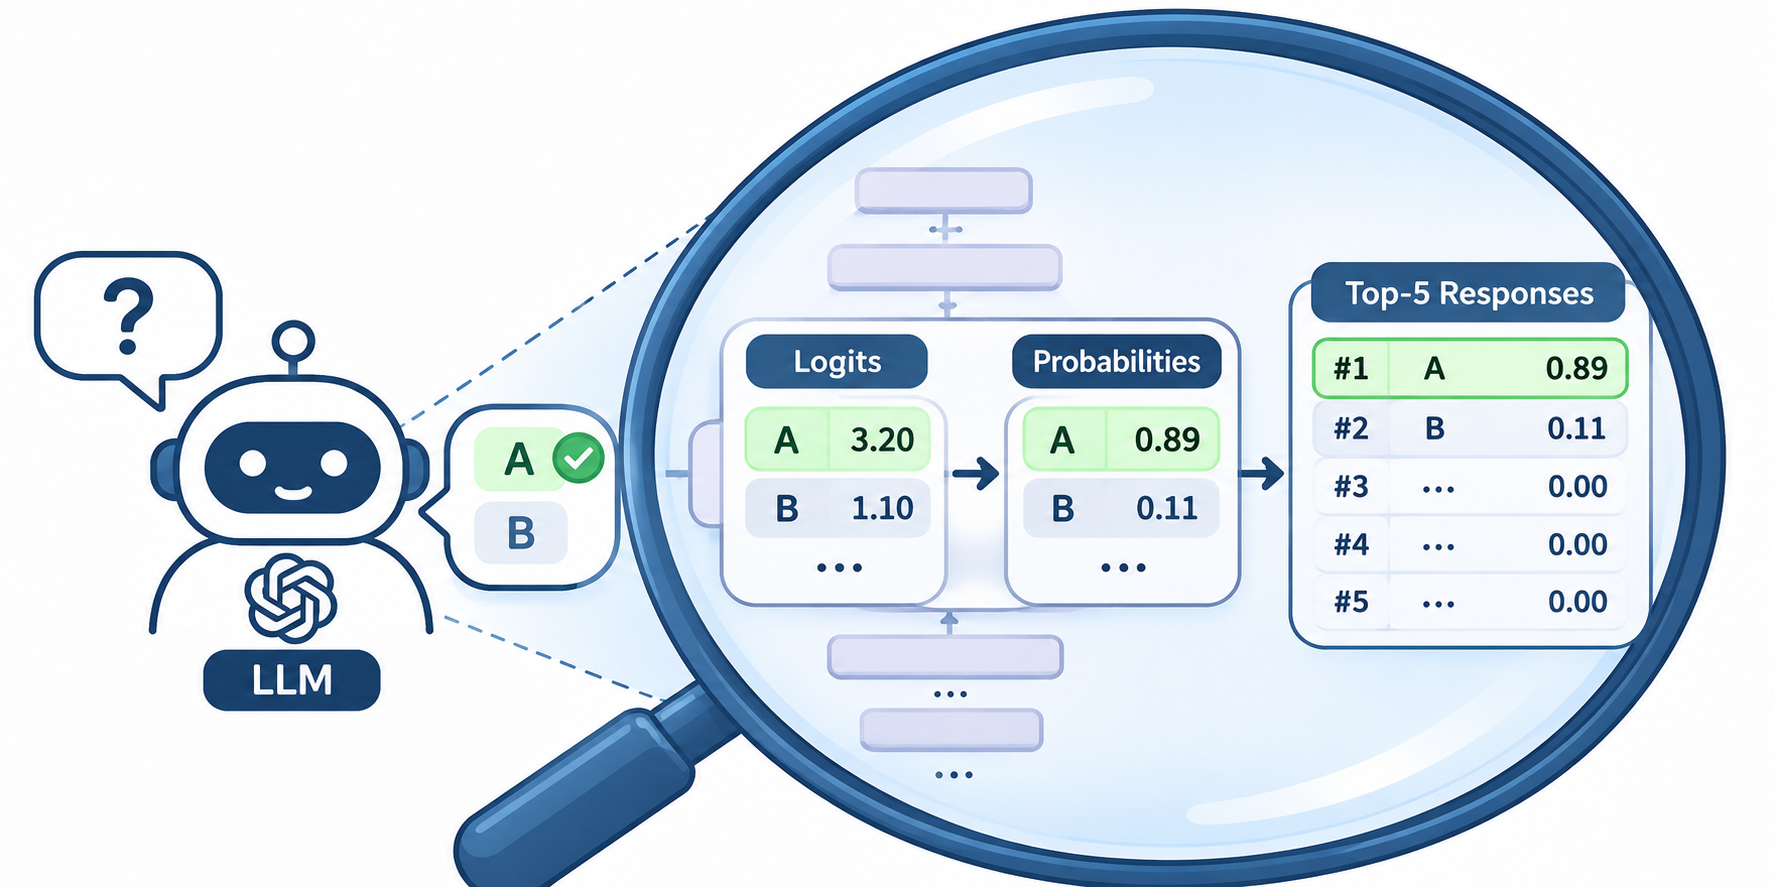 ?
LLM
A
B
Logits
A 3.20
B 1.10
...
Probabilities
A 0.89
B 0.11
...
...
...
Top-5 Responses
#1 A 0.89
#2 B 0.11
#3 ... 0.00
#4 ... 0.00
#5 ... 0.00